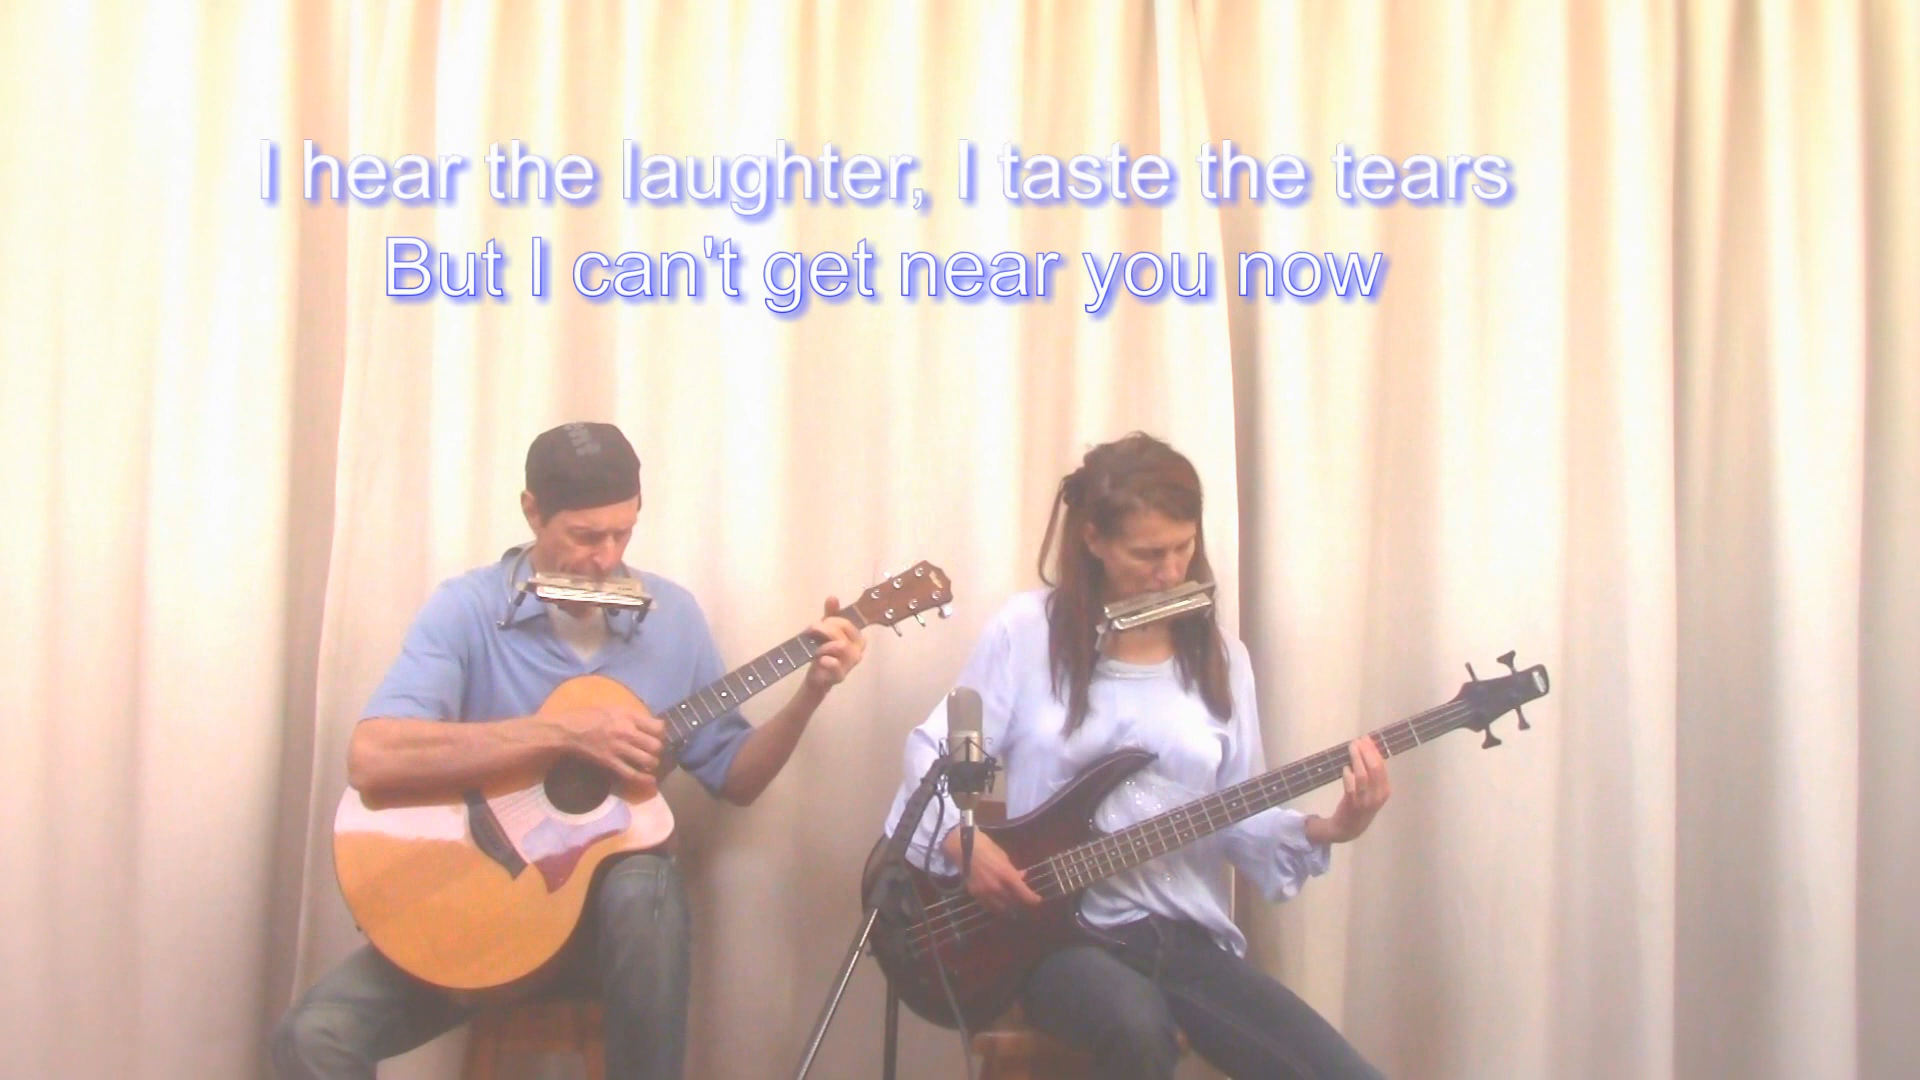 I hear the laughter, I taste the tears
But I can't get near you now